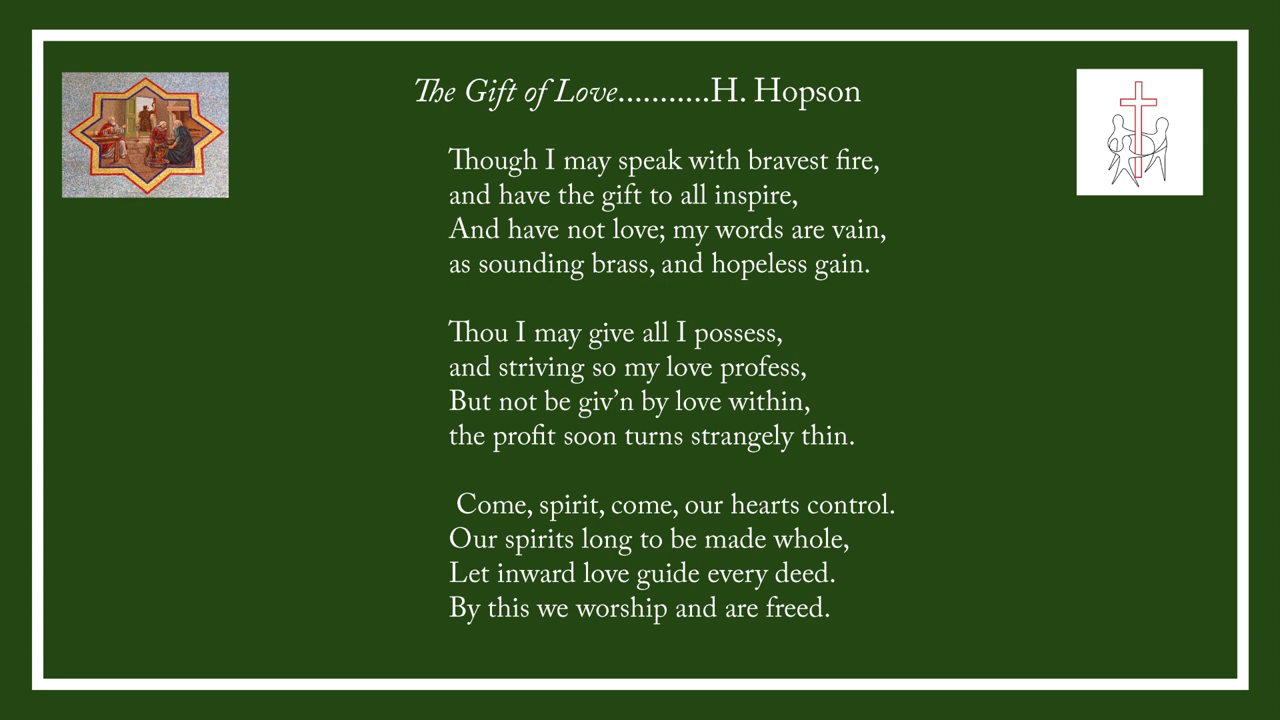 The Gift of Love...........H. Hopson
Though I may speak with bravest fire,
and have the gift to all inspire,
And have not love; my words are vain,
as sounding brass, and hopeless gain.
Thou I may give all I possess,
and striving so my love profess,
But not be giv’n by love within,
the profit soon turns strangely thin.
Come, spirit, come, our hearts control.
Our spirits long to be made whole,
Let inward love guide every deed.
By this we worship and are freed.